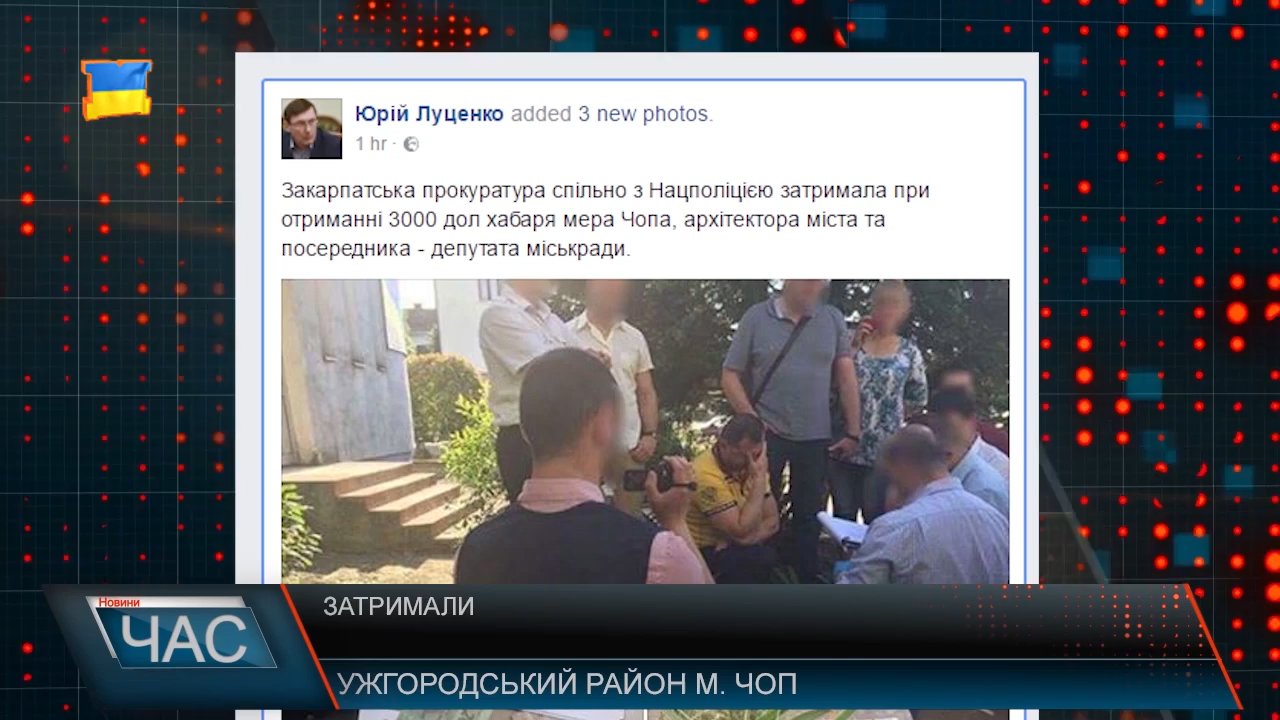 Юрій Луценко added 3 new photos.
1 hr ·
Закарпатська прокуратура спільно з Нацполіцією затримала при
отриманні 3000 дол хабаря мера Чопа, архітектора міста та
посередника - депутата міськради.
Новини
ЧАС
ЗАТРИМАЛИ
УЖГОРОДСЬКИЙ РАЙОН М. ЧОП